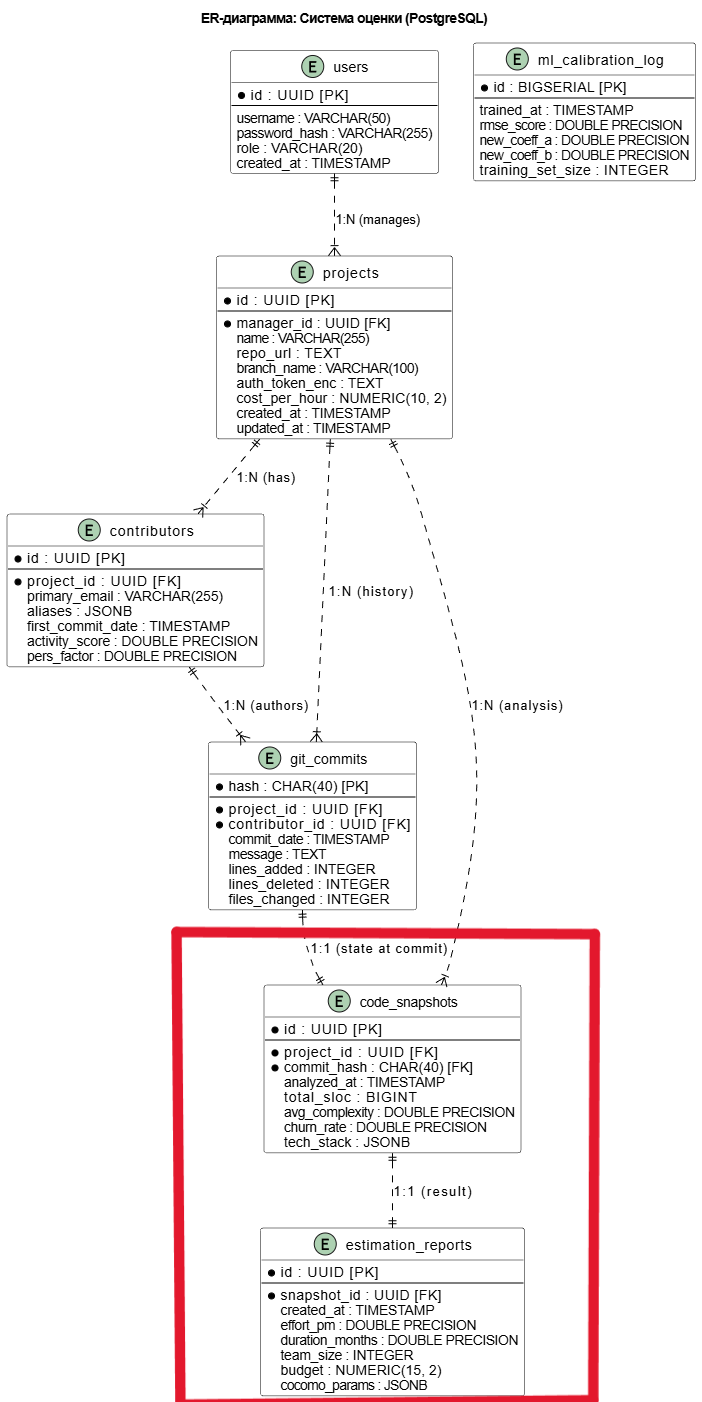 ER-диаграмма: Система оценки (PostgreSQL)
E users
id : UUID [PK]
username : VARCHAR(50)
password_hash : VARCHAR(255)
role : VARCHAR(20)
created_at : TIMESTAMP
E ml_calibration_log
id : BIGSERIAL [PK]
trained_at : TIMESTAMP
rmse_score : DOUBLE PRECISION
new_coeff_a : DOUBLE PRECISION
new_coeff_b : DOUBLE PRECISION
training_set_size : INTEGER
1:N (manages)
E projects
id : UUID [PK]
manager_id : UUID [FK]
name : VARCHAR(255)
repo_url : TEXT
branch_name : VARCHAR(100)
auth_token_enc : TEXT
cost_per_hour : NUMERIC(10, 2)
created_at : TIMESTAMP
updated_at : TIMESTAMP
1:N (has)
E contributors
id : UUID [PK]
project_id : UUID [FK]
primary_email : VARCHAR(255)
aliases : JSONB
first_commit_date : TIMESTAMP
activity_score : DOUBLE PRECISION
pers_factor : DOUBLE PRECISION
1:N (history)
1:N (authors)
1:N (analysis)
E git_commits
hash : CHAR(40) [PK]
project_id : UUID [FK]
contributor_id : UUID [FK]
commit_date : TIMESTAMP
message : TEXT
lines_added : INTEGER
lines_deleted : INTEGER
files_changed : INTEGER
1:1 (state at commit)
E code_snapshots
id : UUID [PK]
project_id : UUID [FK]
commit_hash : CHAR(40) [FK]
analyzed_at : TIMESTAMP
total_sloc : BIGINT
avg_complexity : DOUBLE PRECISION
churn_rate : DOUBLE PRECISION
tech_stack : JSONB
1:1 (result)
E estimation_reports
id : UUID [PK]
snapshot_id : UUID [FK]
created_at : TIMESTAMP
effort_pm : DOUBLE PRECISION
duration_months : DOUBLE PRECISION
team_size : INTEGER
budget : NUMERIC(15, 2)
cocomo_params : JSONB